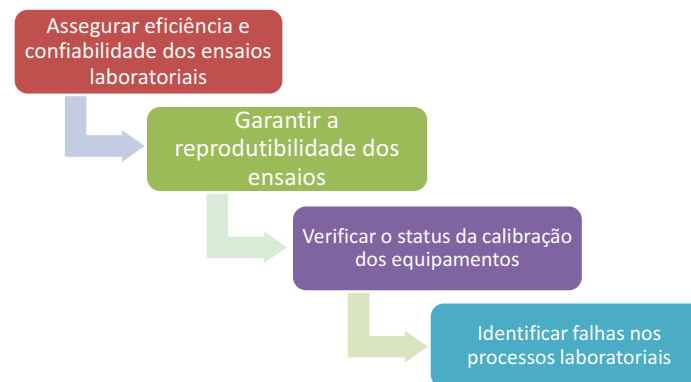 Assegurar eficiência e
confiabilidade dos ensaios
laboratoriais
Garantir a
reprodutibilidade dos
ensaios
Verificar o status da calibração
dos equipamentos
Identificar falhas nos
processos laboratoriais